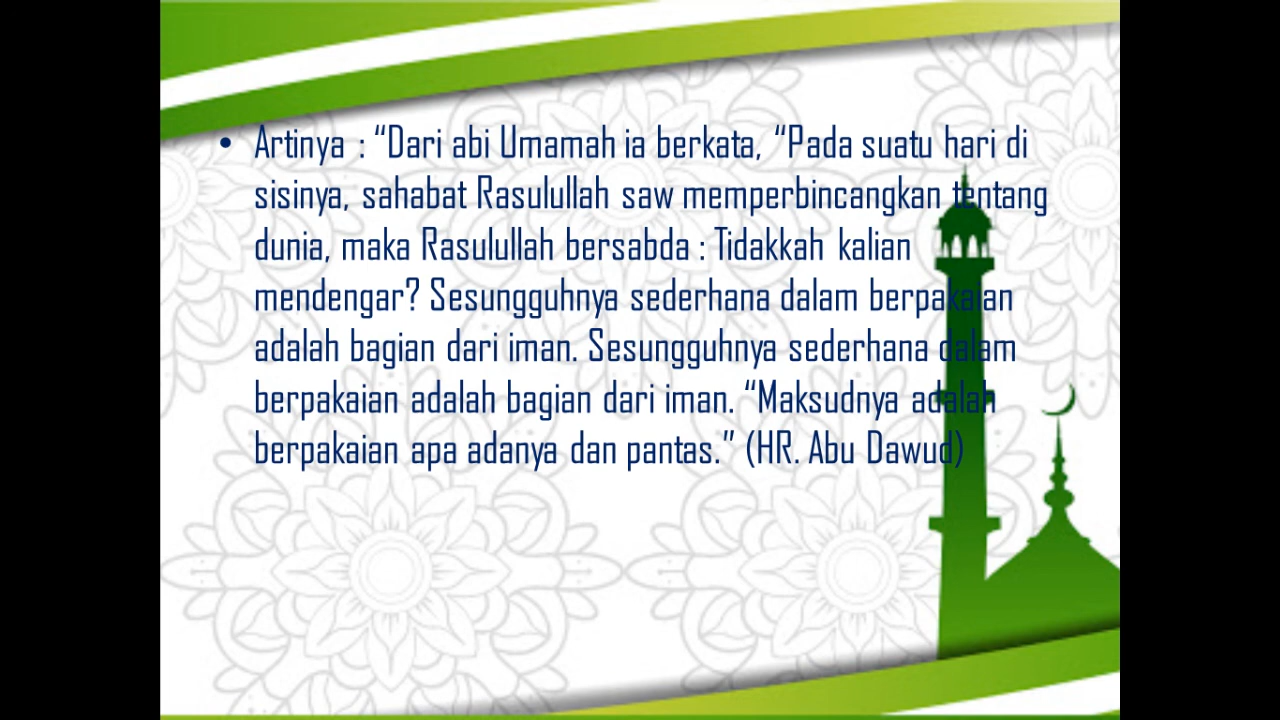 • Artinya : “Dari abi Umamah ia berkata, “Pada suatu hari di
sisinya, sahabat Rasulullah saw memperbincangkan tentang
dunia, maka Rasulullah bersabda : Tidakkah kalian
mendengar? Sesungguhnya sederhana dalam berpakaian
adalah bagian dari iman. Sesungguhnya sederhana dalam
berpakaian adalah bagian dari iman. “Maksudnya adalah
berpakaian apa adanya dan pantas.” (HR. Abu Dawud)